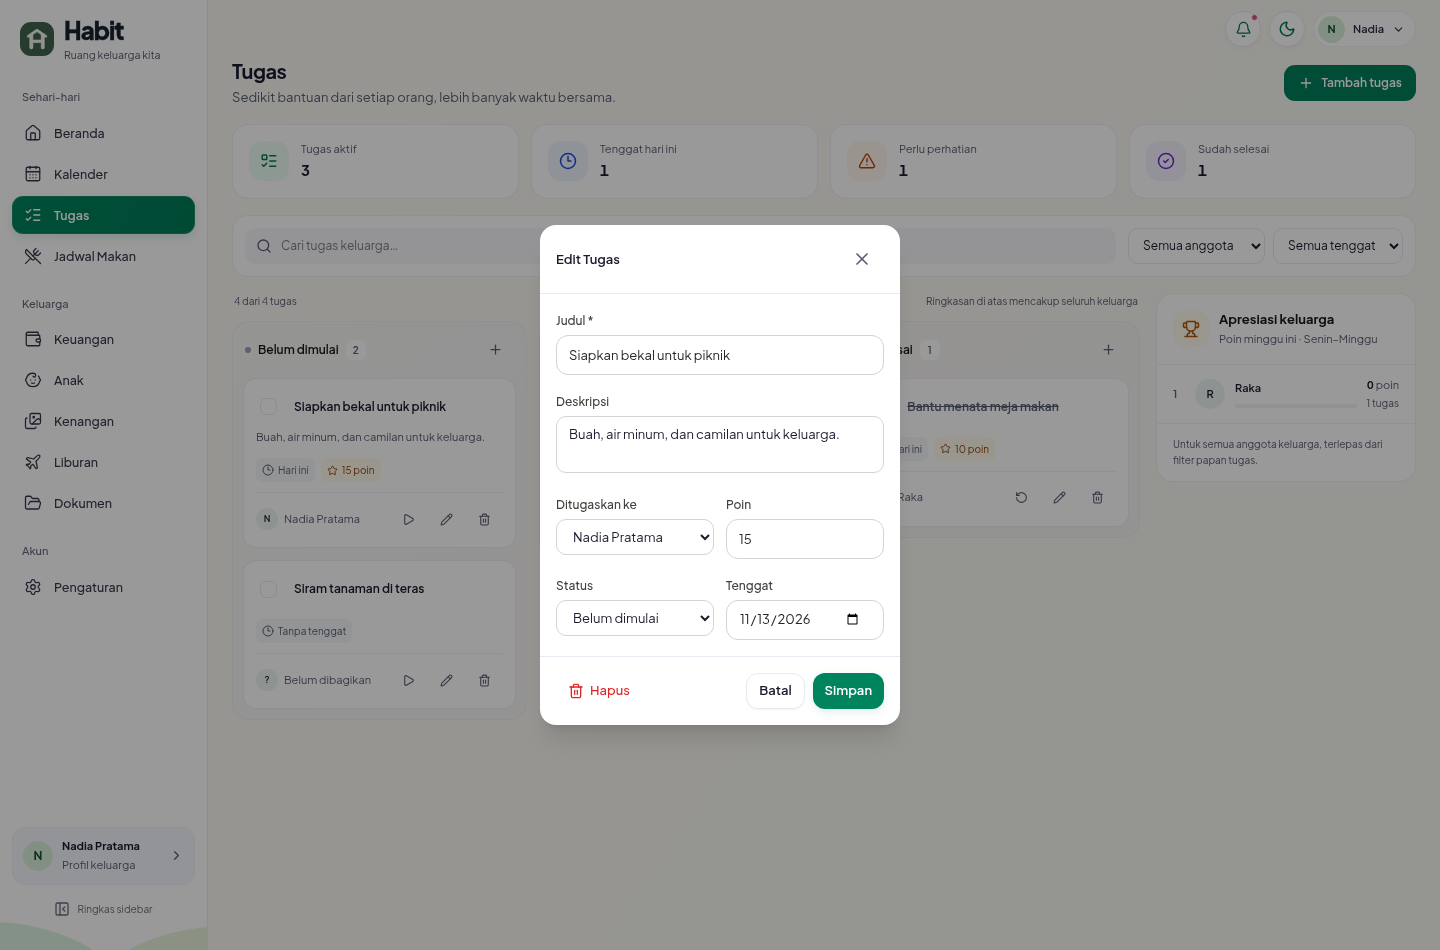 Habit
Ruang keluarga kita
Sehari-hari
Beranda
Kalender
Tugas
Jadwal Makan
Keluarga
Keuangan
Anak
Kenangan
Liburan
Dokumen
Akun
Pengaturan
N
Nadia Pratama
Profil keluarga
Ringkas sidebar
N
Nadia
Tugas
Sedikit bantuan dari setiap orang, lebih banyak waktu bersama.
Tambah tugas
Tugas aktif
3
Tenggat hari ini
1
Perlu perhatian
1
Sudah selesai
1
Cari tugas keluarga...
Semua anggota
Semua tenggat
4 dari 4 tugas
Ringkasan di atas mencakup seluruh keluarga
Belum dimulai
2
Siapkan bekal untuk piknik
Buah, air minum, dan camilan untuk keluarga.
Hari ini
15 poin
N
Nadia Pratama
Siram tanaman di teras
Tanpa tenggat
?
Belum dibagikan
sai
1
Bantu menata meja makan
ari ini
10 poin
Raka
Apresiasi keluarga
Poin minggu ini · Senin–Minggu
1
R
Raka
0 poin
1 tugas
Untuk semua anggota keluarga, terlepas dari
filter papan tugas.
Edit Tugas
Judul *
Siapkan bekal untuk piknik
Deskripsi
Buah, air minum, dan camilan untuk keluarga.
Ditugaskan ke
Poin
Nadia Pratama
15
Status
Tenggat
Belum dimulai
11/13/2026
Hapus
Batal
Simpan